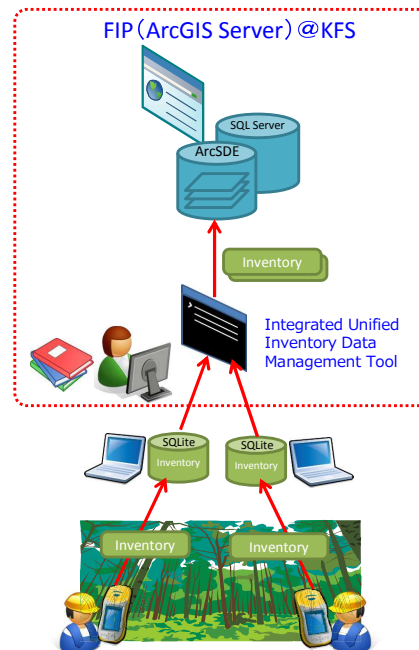 FIP(ArcGIS Server)@KFS
SQL Server
ArcSDE
Inventory
Integrated Unified
Inventory Data
Management Tool
SQLite
Inventory
SQLite
Inventory
Inventory
Inventory